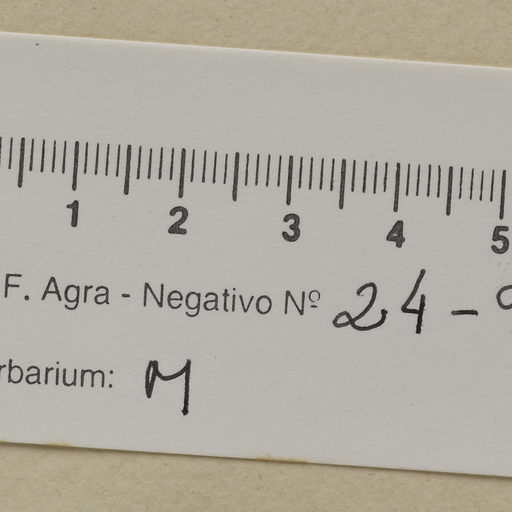 1 2 3 4 5
F. Agra - Negativo Nº 24 -
rbarium: M